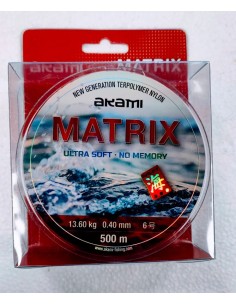 akami MATRIX
NEW GENERATION TERPOLYMER NYLON
akami
MATRIX
ULTRA SOFT - NO MEMORY
海
13.60 kg 0.40 mm 6
500 m
www.akami-fishing.com